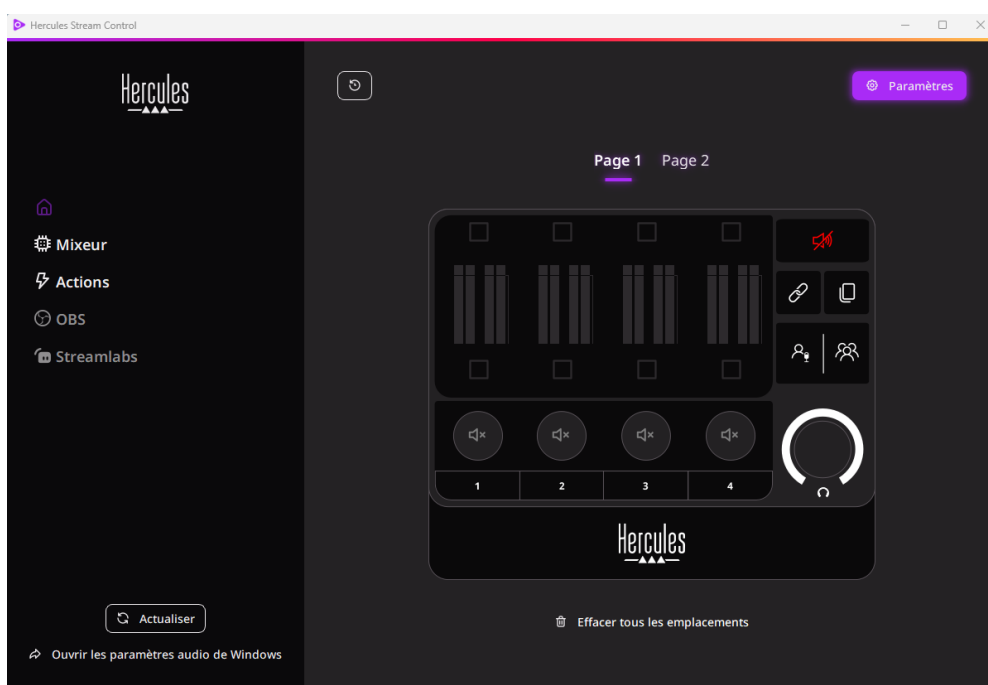 Hercules Stream Control
Hercules
Paramètres
Page 1 Page 2
Mixeur
Actions
OBS
Streamlabs
1 2 3 4
Hercules
Actualiser
Effacer tous les emplacements
Ouvrir les paramètres audio de Windows